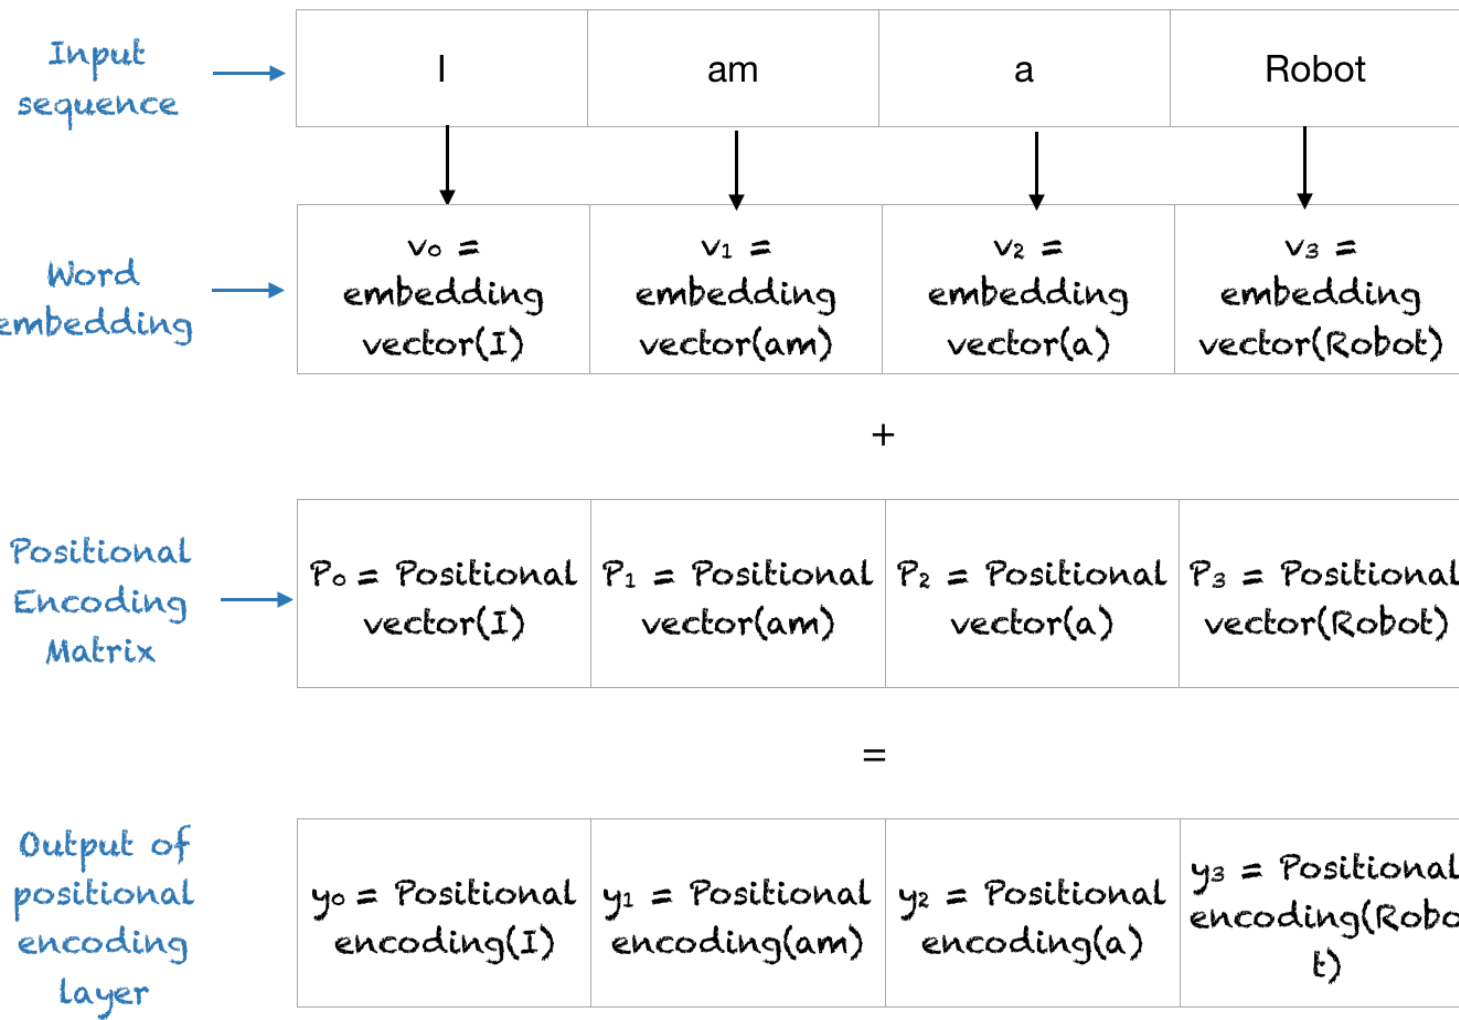 Input
sequence
I
am
a
Robot
Word
embedding
v0 =
embedding
vector(I)
v1 =
embedding
vector(am)
v2 =
embedding
vector(a)
v3 =
embedding
vector(Robot)
+
Positional
Encoding
Matrix
P0 = Positional
vector(I)
P1 = Positional
vector(am)
P2 = Positional
vector(a)
P3 = Positional
vector(Robot)
=
Output of
positional
encoding
layer
y0 = Positional
encoding(I)
y1 = Positional
encoding(am)
y2 = Positional
encoding(a)
y3 = Positional
encoding(Robo
t)